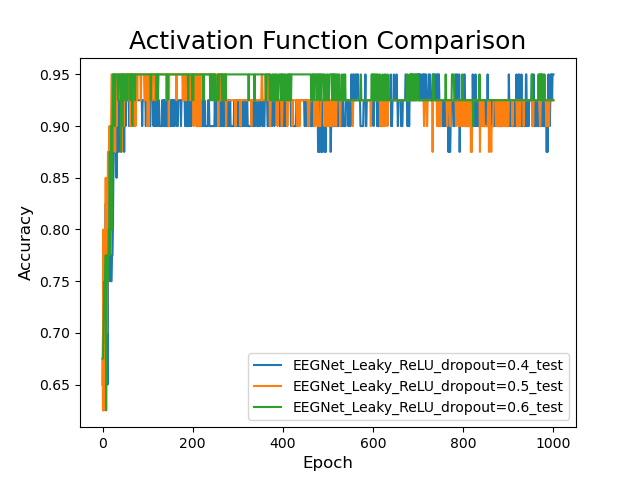 Activation Function Comparison
0.95
0.90
0.85
0.80
0.75
0.70
0.65
Accuracy
EEGNet_Leaky_ReLU_dropout=0.4_test
EEGNet_Leaky_ReLU_dropout=0.5_test
EEGNet_Leaky_ReLU_dropout=0.6_test
0 200 400 600 800 1000
Epoch